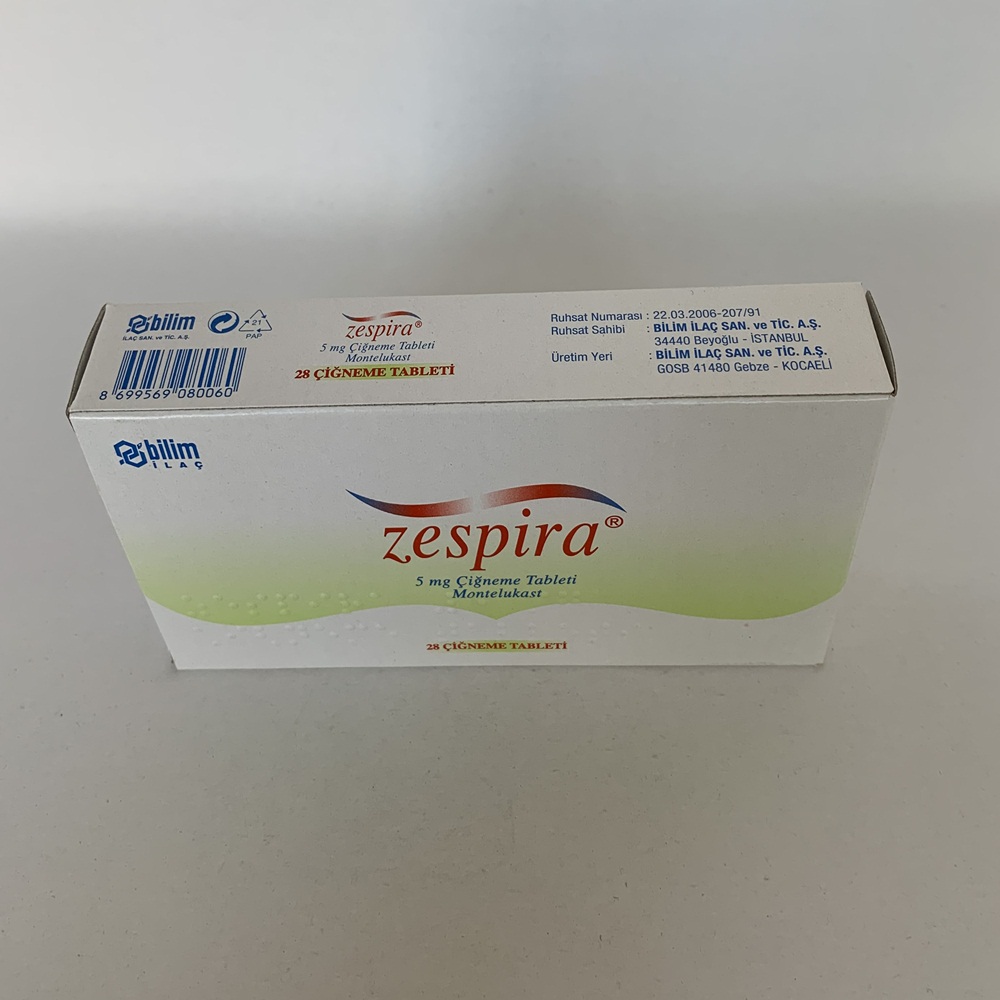 bilim
İLAÇ SAN. ve TİC. A.Ş.
21
PAP
8 699569 080060
zespira®
5 mg Çiğneme Tableti
Montelukast
28 ÇİĞNEME TABLETİ
Ruhsat Numarası : 22.03.2006-207/91
Ruhsat Sahibi : BİLİM İLAÇ SAN. ve TİC. A.Ş.
34440 Beyoğlu - İSTANBUL
Üretim Yeri : BİLİM İLAÇ SAN. ve TİC. A.Ş.
GOSB 41480 Gebze - KOCAELİ
bilim
İLAÇ
zespira®
5 mg Çiğneme Tableti
Montelukast
28 ÇİĞNEME TABLETİ